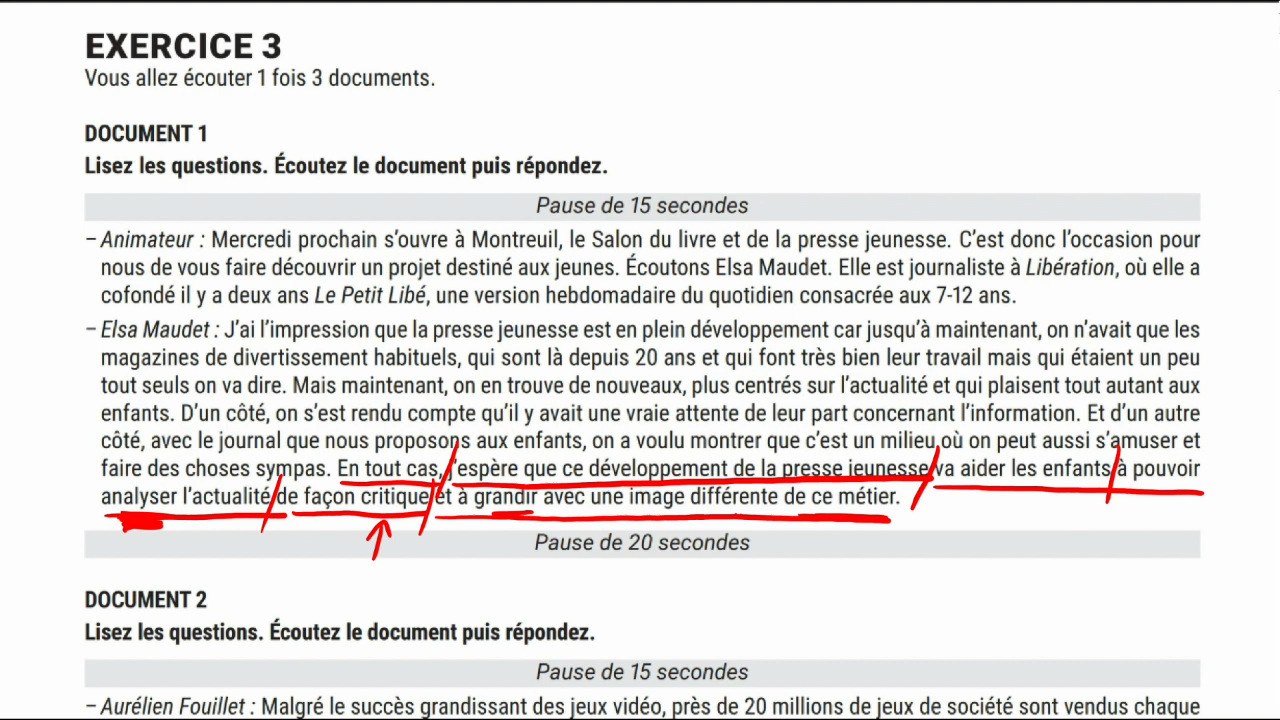 EXERCICE 3
Vous allez écouter 1 fois 3 documents.
DOCUMENT 1
Lisez les questions. Écoutez le document puis répondez.
Pause de 15 secondes
– Animateur : Mercredi prochain s’ouvre à Montreuil, le Salon du livre et de la presse jeunesse. C’est donc l’occasion pour
nous de vous faire découvrir un projet destiné aux jeunes. Écoutons Elsa Maudet. Elle est journaliste à Libération, où elle a
cofondé il y a deux ans Le Petit Libé, une version hebdomadaire du quotidien consacrée aux 7-12 ans.
– Elsa Maudet : J’ai l’impression que la presse jeunesse est en plein développement car jusqu’à maintenant, on n’avait que les
magazines de divertissement habituels, qui sont là depuis 20 ans et qui font très bien leur travail mais qui étaient un peu
tout seuls on va dire. Mais maintenant, on en trouve de nouveaux, plus centrés sur l’actualité et qui plaisent tout autant aux
enfants. D’un côté, on s’est rendu compte qu’il y avait une vraie attente de leur part concernant l’information. Et d’un autre
côté, avec le journal que nous proposons aux enfants, on a voulu montrer que c’est un milieu où on peut aussi s’amuser et
faire des choses sympas. En tout cas, j’espère que ce développement de la presse jeunesse va aider les enfants à pouvoir
analyser l’actualité de façon critique et à grandir avec une image différente de ce métier.
Pause de 20 secondes
DOCUMENT 2
Lisez les questions. Écoutez le document puis répondez.
Pause de 15 secondes
– Aurélien Fouillet : Malgré le succès grandissant des jeux vidéo, près de 20 millions de jeux de société sont vendus chaque